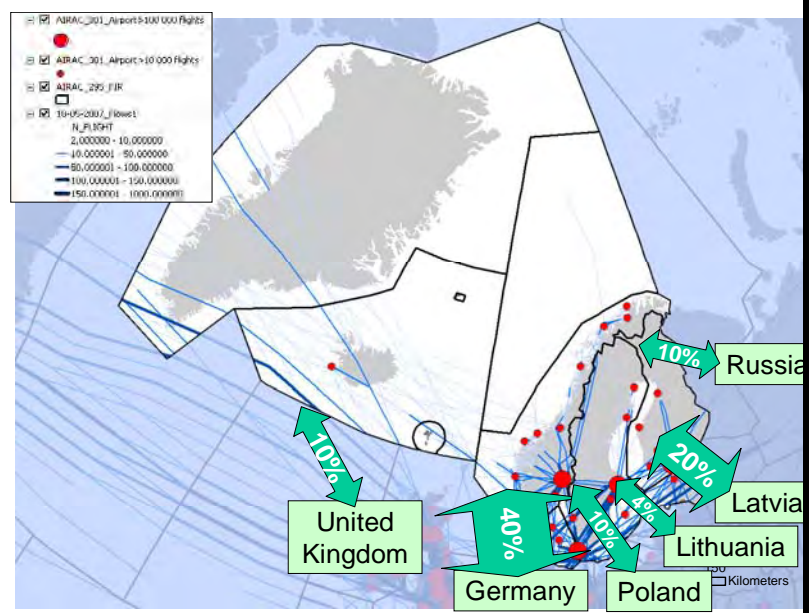 AIRAC_301_Airport>100 000 flights
AIRAC_301_Airport>10 000 flights
AIRAC_295_FIR
10-05-2007_Flows1
N_FLIGHT
2,000000 - 10,000000
10,000001 - 50,000000
50,000001 - 100,000000
100,000001 - 150,000000
150,000001 - 1000,000000
10%
Russia
10%
20%
Latvia
United
Kingdom
40%
10%
4%
Lithuania
Germany
Poland
Kilometers